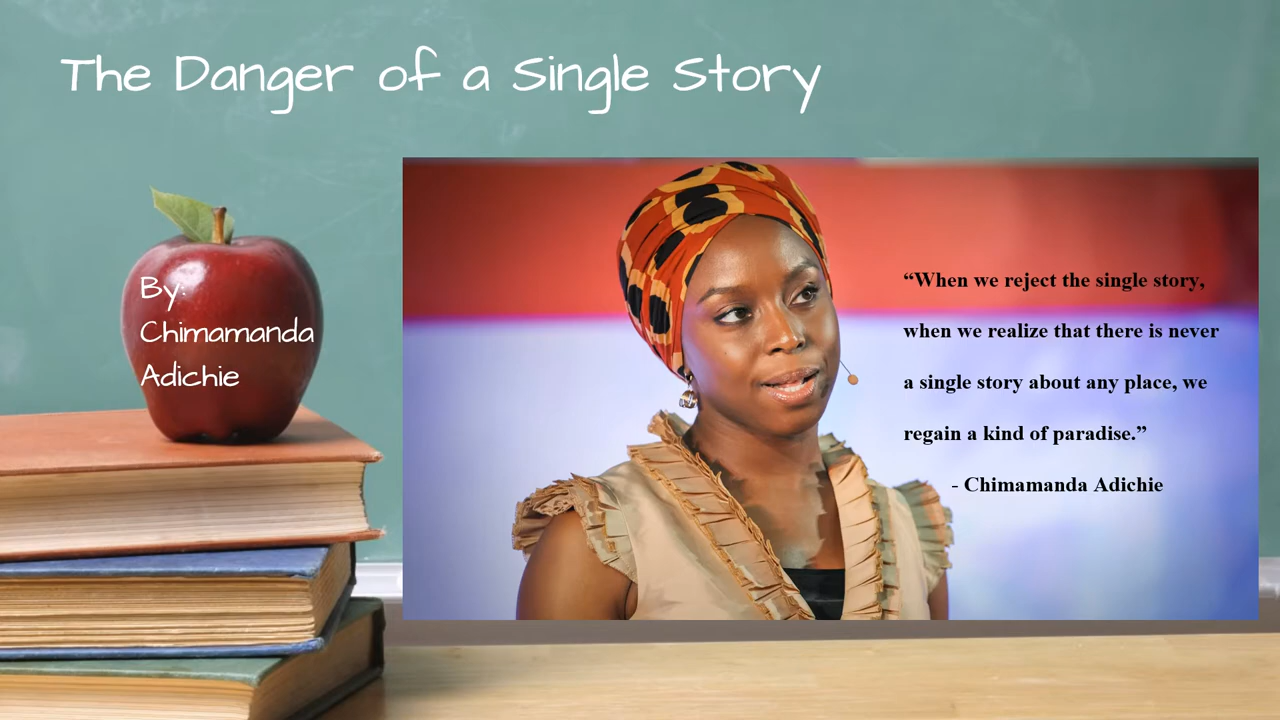 The Danger of a Single Story
By:
Chimamanda
Adichie
“When we reject the single story,
when we realize that there is never
a single story about any place, we
regain a kind of paradise.”
- Chimamanda Adichie